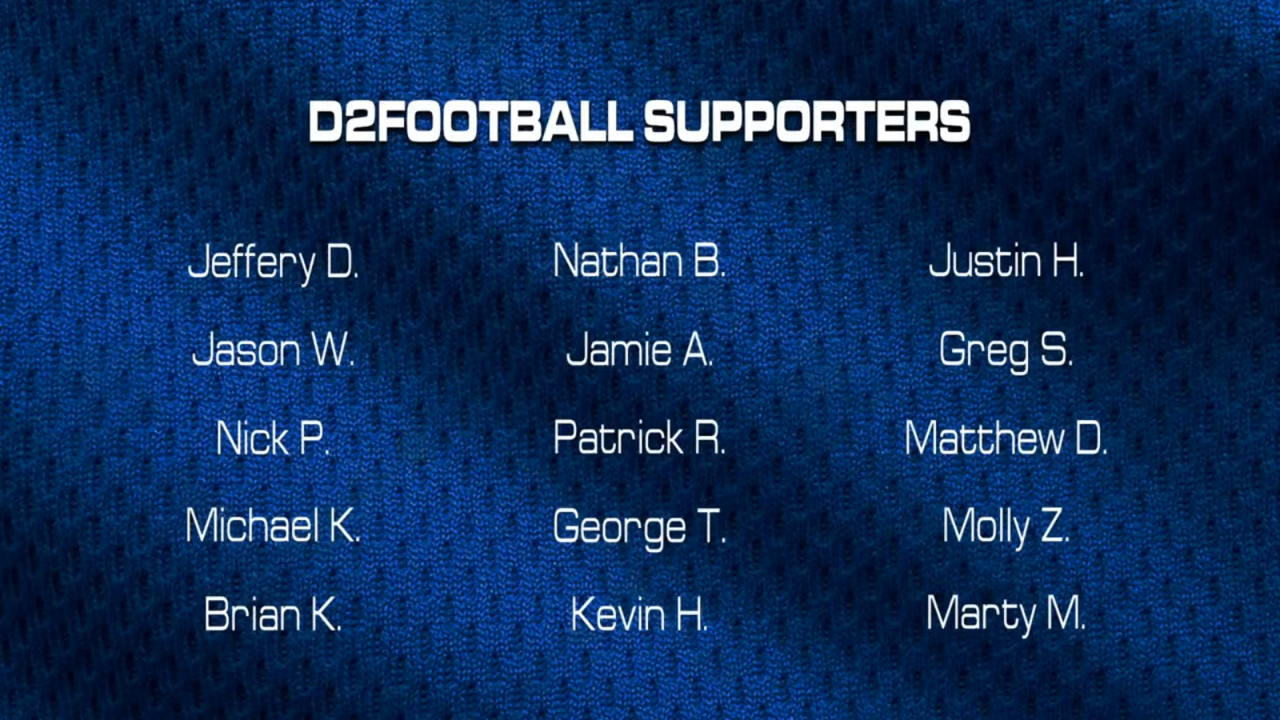 D2FOOTBALL SUPPORTERS
Jeffery D. Nathan B. Justin H.
Jason W. Jamie A. Greg S.
Nick P. Patrick R. Matthew D.
Michael K. George T. Molly Z.
Brian K. Kevin H. Marty M.